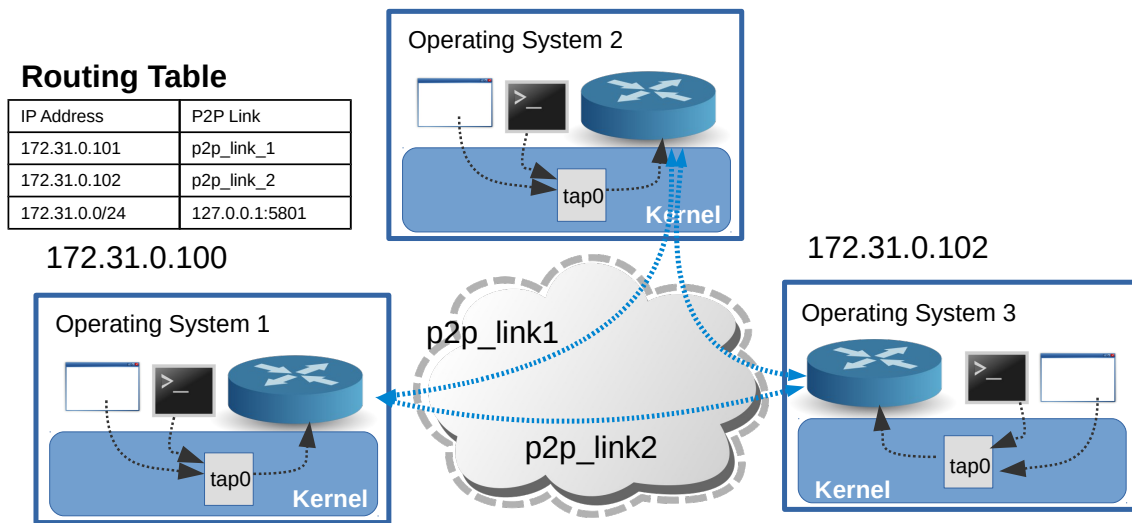 Operating System 2
Routing Table
IP Address P2P Link
172.31.0.101 p2p_link_1
172.31.0.102 p2p_link_2
172.31.0.0/24 127.0.0.1:5801
>_
tap0
Kernel
172.31.0.100
172.31.0.102
Operating System 1
Operating System 3
p2p_link1
>_
>_
p2p_link2
tap0
Kernel
tap0
Kernel